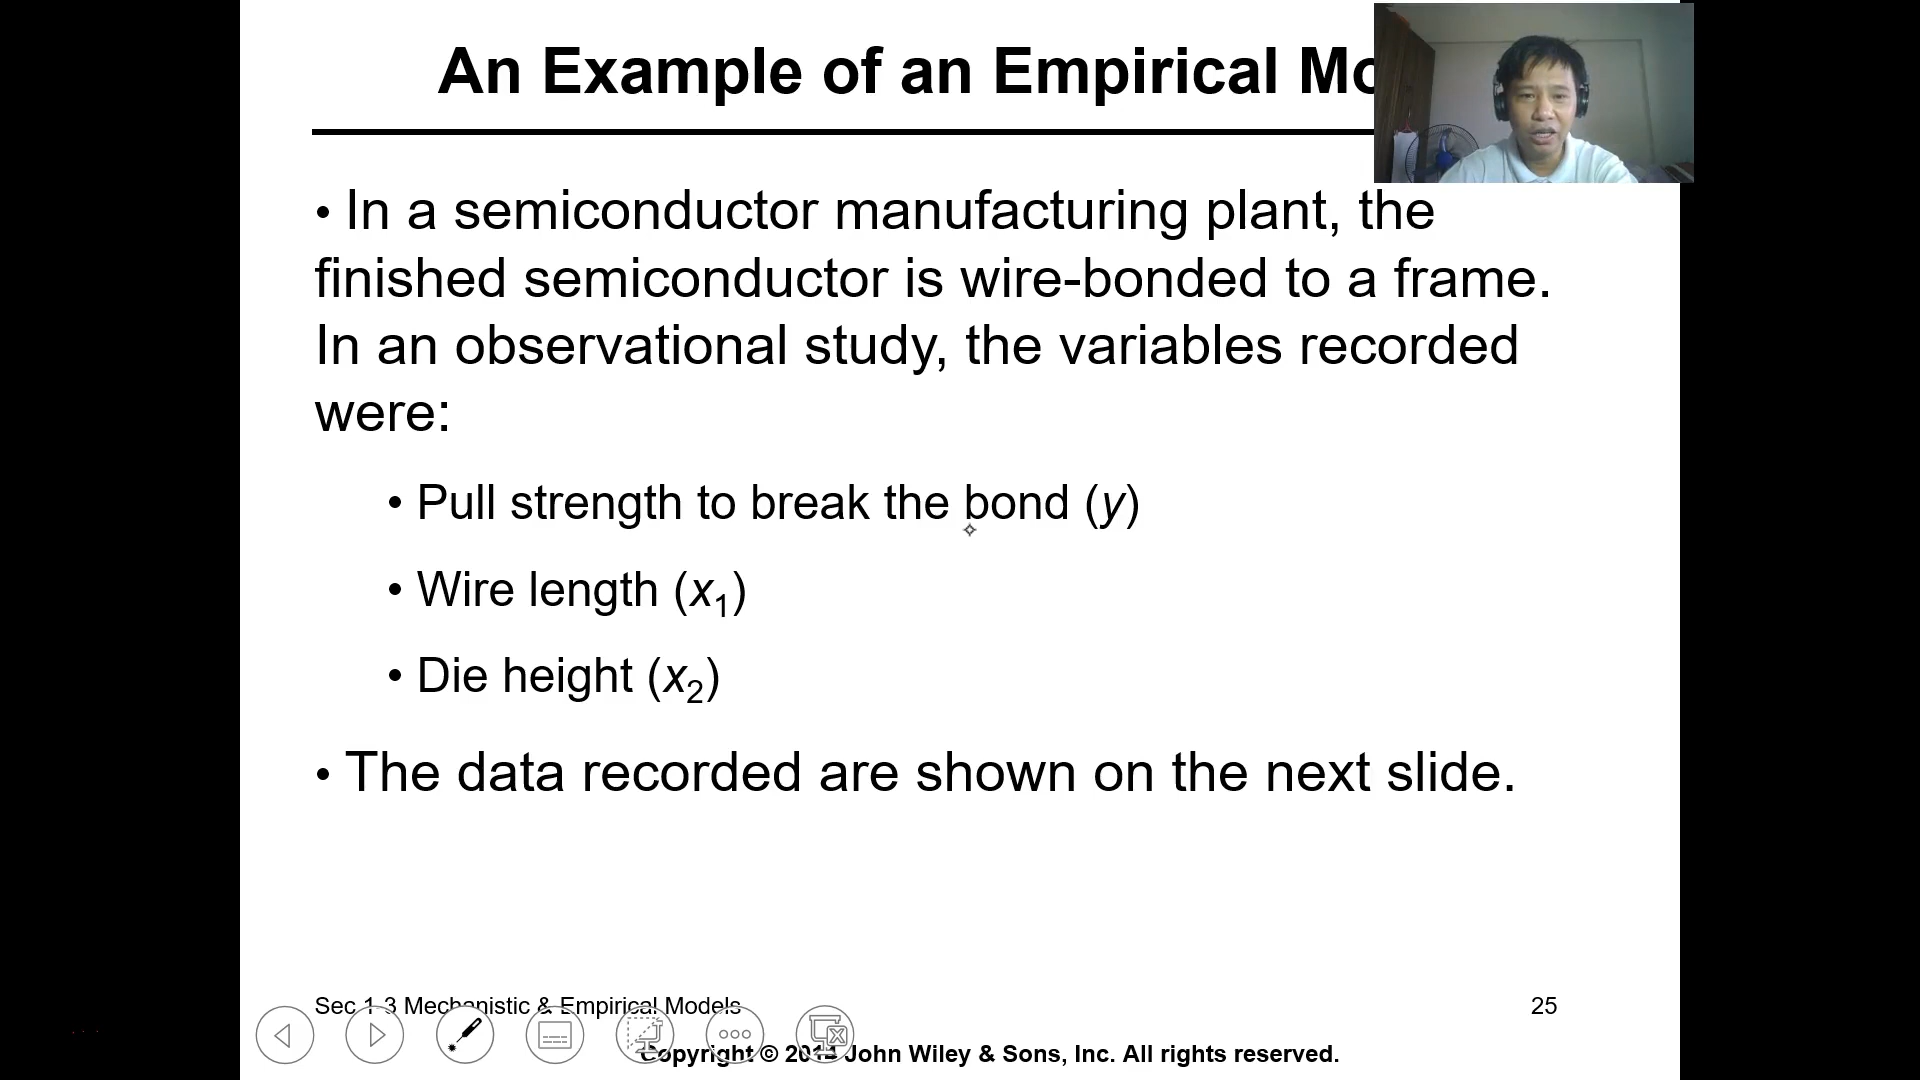 An Example of an Empirical Mo
• In a semiconductor manufacturing plant, the
finished semiconductor is wire-bonded to a frame.
In an observational study, the variables recorded
were:
• Pull strength to break the bond (y)
• Wire length (x₁)
• Die height (x₂)
• The data recorded are shown on the next slide.
Sec 1-3 Mechanistic & Empirical Models
25
Copyright © 2014 John Wiley & Sons, Inc. All rights reserved.